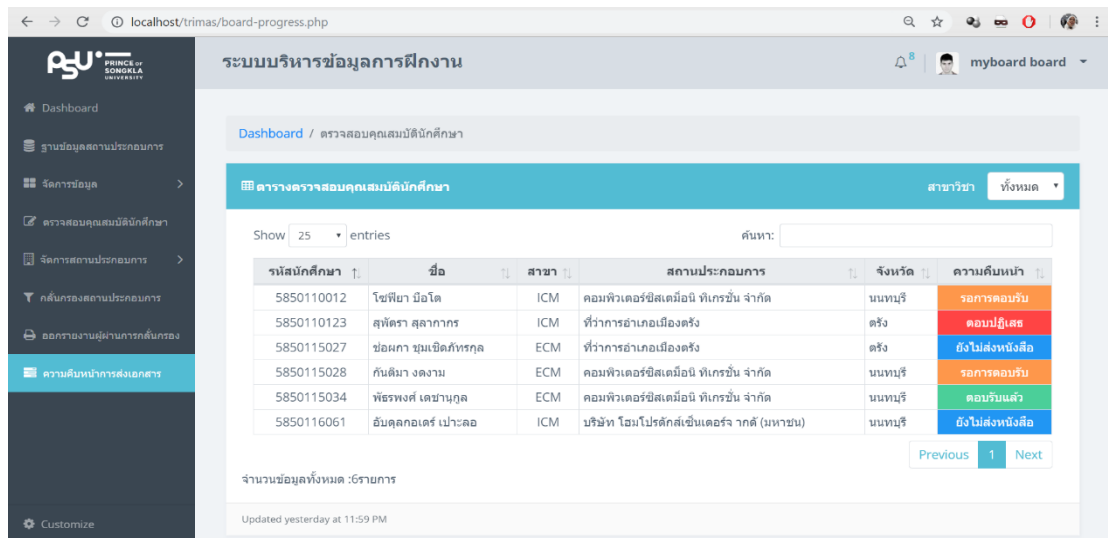 localhost/trimas/board-progress.php
PSU PRINCE OF SONGKLA UNIVERSITY
ระบบบริหารข้อมูลการฝึกงาน
8
myboard board
Dashboard
ฐานข้อมูลสถานประกอบการ
จัดการข้อมูล
ตรวจสอบคุณสมบัตินักศึกษา
จัดการสถานประกอบการ
กลั่นกรองสถานประกอบการ
ออกรายงานผู้ผ่านการกลั่นกรอง
ความคืบหน้าการส่งเอกสาร
Customize
Dashboard / ตรวจสอบคุณสมบัตินักศึกษา
ตารางตรวจสอบคุณสมบัตินักศึกษา สาขาวิชา ทั้งหมด
Show 25 entries ค้นหา:
รหัสนักศึกษา ชื่อ สาขา สถานประกอบการ จังหวัด ความคืบหน้า
5850110012 โซฟียา มือโต ICM คอมพิวเตอร์ซิสเต็อมอนิ ทิเกรชั่น จำกัด นนทบุรี รอการตอบรับ
5850110123 สุพัตรา สุลากากร ICM ที่ว่าการอำเภอเมืองตรัง ตรัง ตอบปฏิเสธ
5850115027 ช่อผกา ชุมเชิดภัทรกุล ECM ที่ว่าการอำเภอเมืองตรัง ตรัง ยังไม่ส่งหนังสือ
5850115028 กันติมา งดงาม ECM คอมพิวเตอร์ซิสเต็อมอนิ ทิเกรชั่น จำกัด นนทบุรี รอการตอบรับ
5850115034 พัธรพงศ์ เดชานุกูล ECM คอมพิวเตอร์ซิสเต็อมอนิ ทิเกรชั่น จำกัด นนทบุรี ตอบรับแล้ว
5850116061 อับดุลกอเดร์ เปาะลอ ICM บริษัท โฮมโปรดักส์เซ็นเตอร์จ ากดั (มหาชน) นนทบุรี ยังไม่ส่งหนังสือ
Previous 1 Next
จำนวนข้อมูลทั้งหมด :6รายการ
Updated yesterday at 11:59 PM